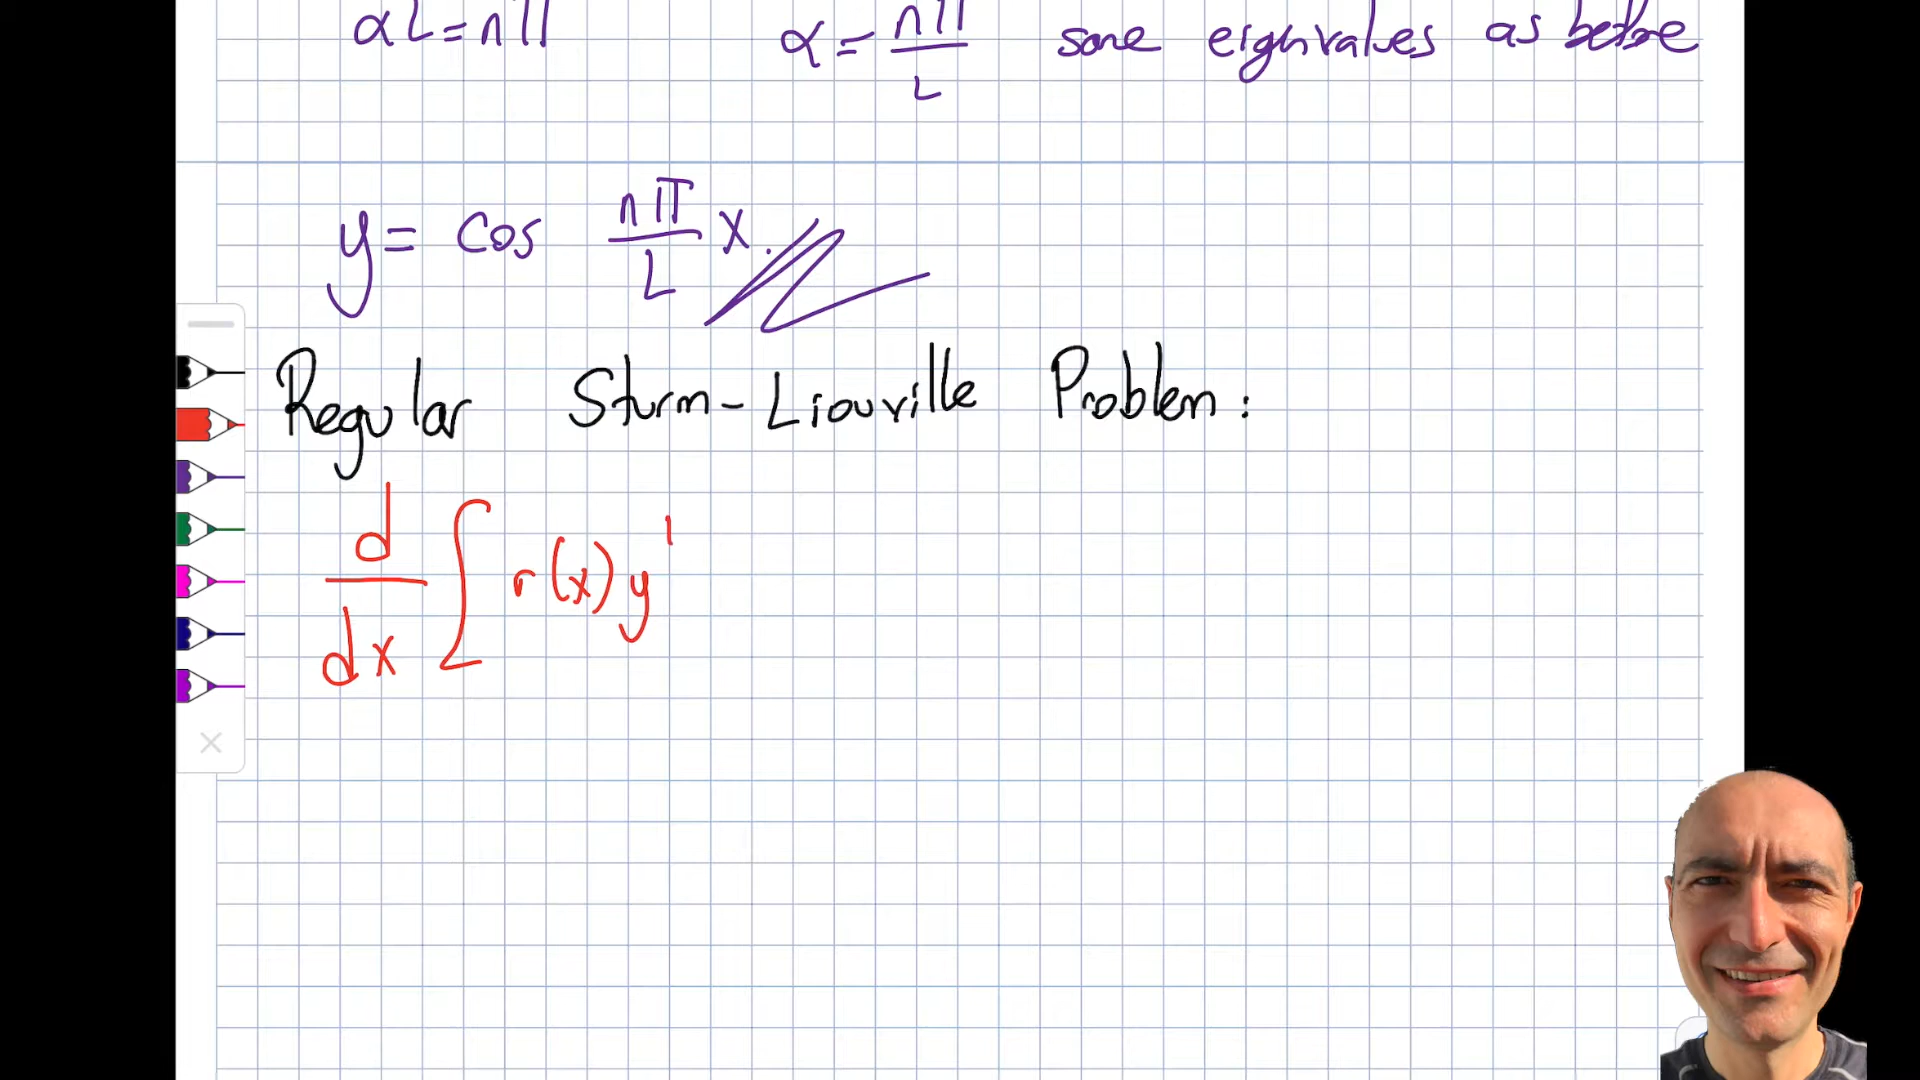 αL = nπ α = nπ/L same eigenvalues as before
y = cos nπ/L x.
Regular Sturm-Liouville Problem:
d/dx [ r(x) y'